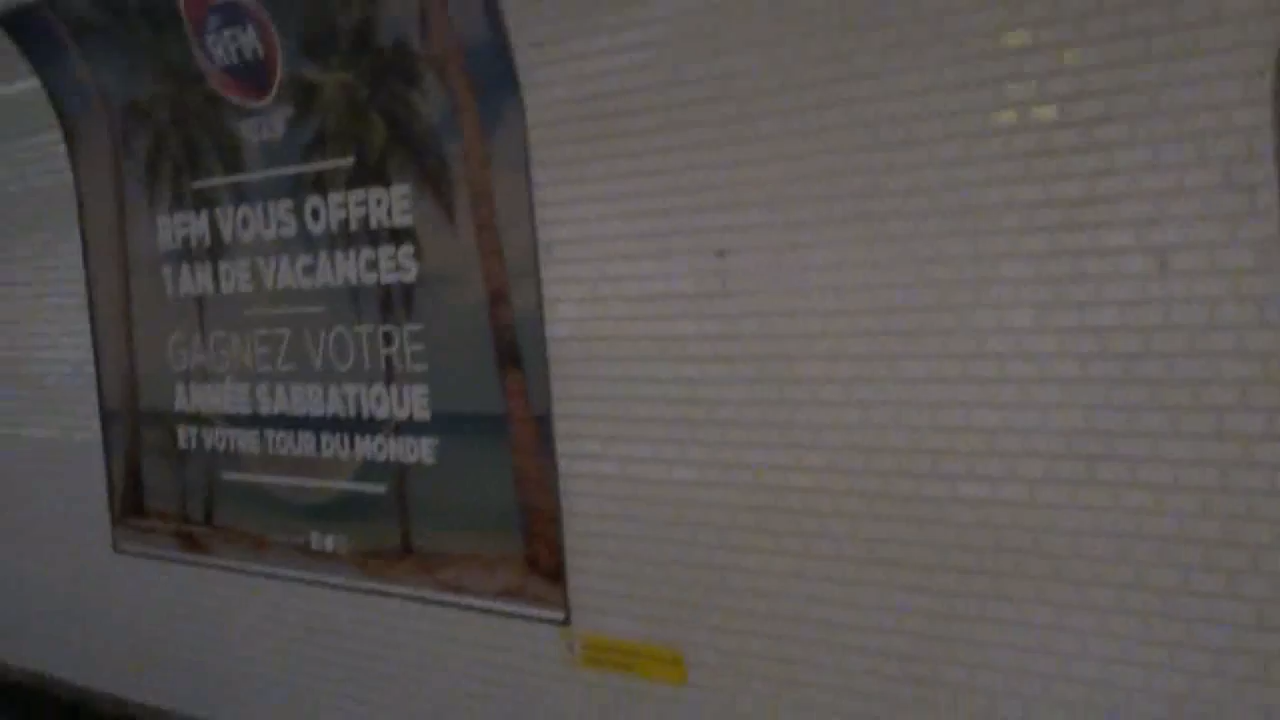 RFM
RFM VOUS OFFRE
1 AN DE VACANCES
GAGNEZ VOTRE
ANNÉE SABBATIQUE
ET VOTRE TOUR DU MONDE*